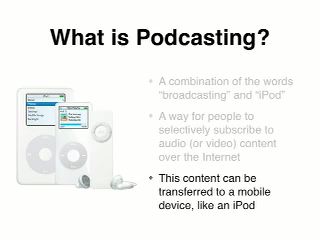 What is Podcasting?
A combination of the words
“broadcasting” and “iPod”
A way for people to
selectively subscribe to
audio (or video) content
over the Internet
This content can be
transferred to a mobile
device, like an iPod